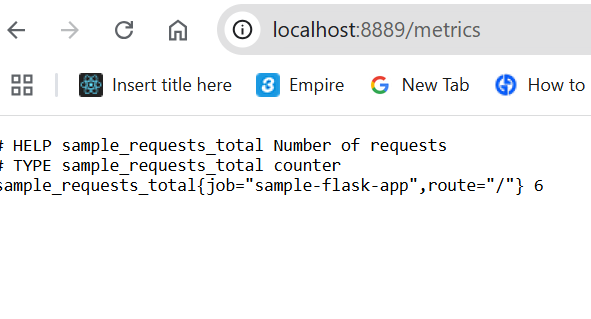 localhost:8889/metrics
Insert title here Empire New Tab How to
# HELP sample_requests_total Number of requests
# TYPE sample_requests_total counter
sample_requests_total{job="sample-flask-app",route="/"} 6